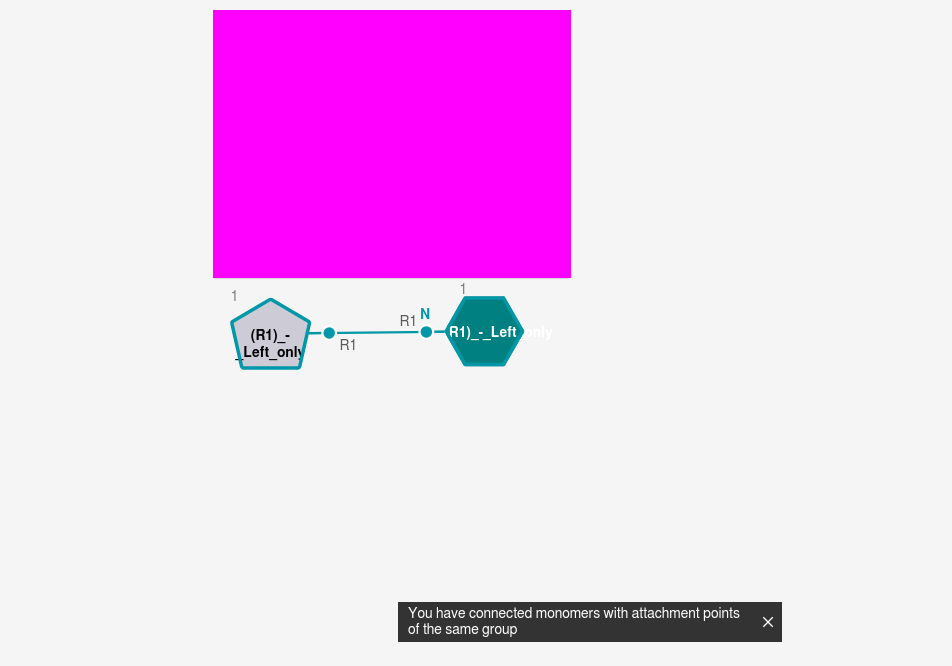 1
1
N
R1
R1
(R1)_-
_Left_only
R1)_-_Left_only
You have connected monomers with attachment points
of the same group